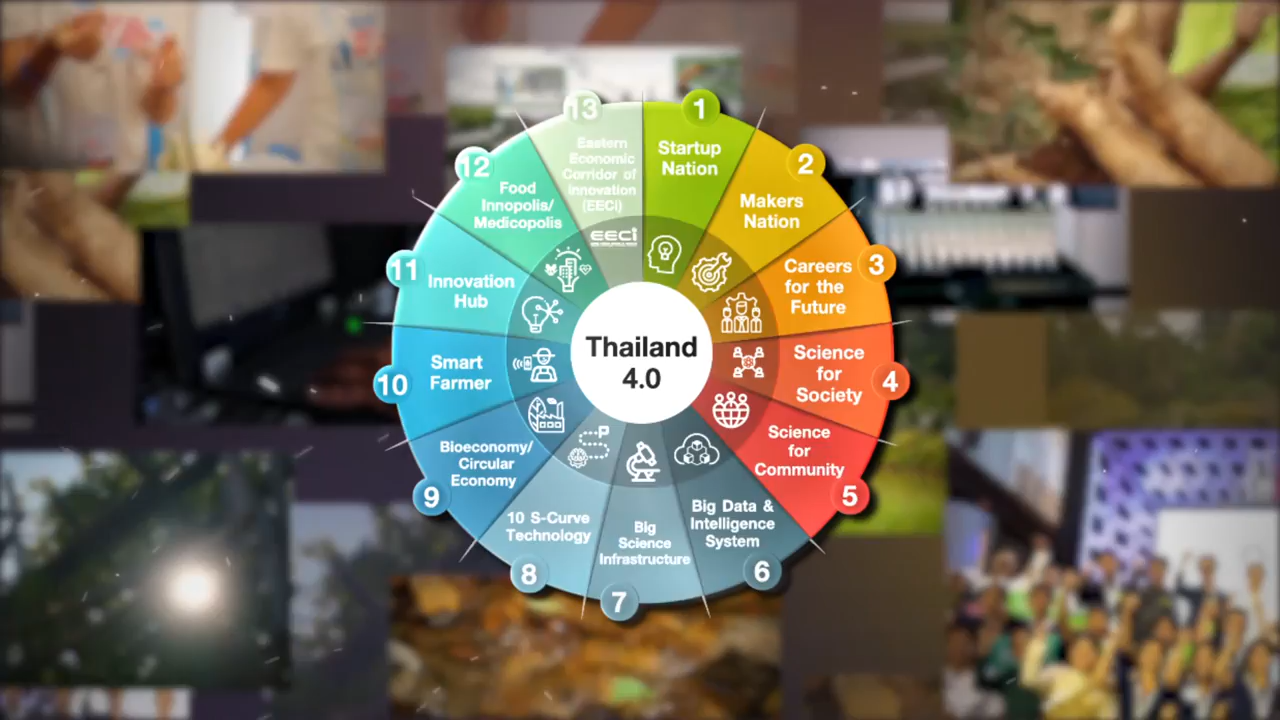 Thailand
4.0
1
Startup
Nation
2
Makers
Nation
3
Careers
for the
Future
4
Science
for
Society
5
Science
for
Community
6
Big Data &
Intelligence
System
7
Big
Science
Infrastructure
8
10 S-Curve
Technology
9
Bioeconomy/
Circular
Economy
10
Smart
Farmer
11
Innovation
Hub
12
Food
Innopolis/
Medicopolis
13
Eastern
Economic
Corridor of
Innovation
(EECi)
EECi
P